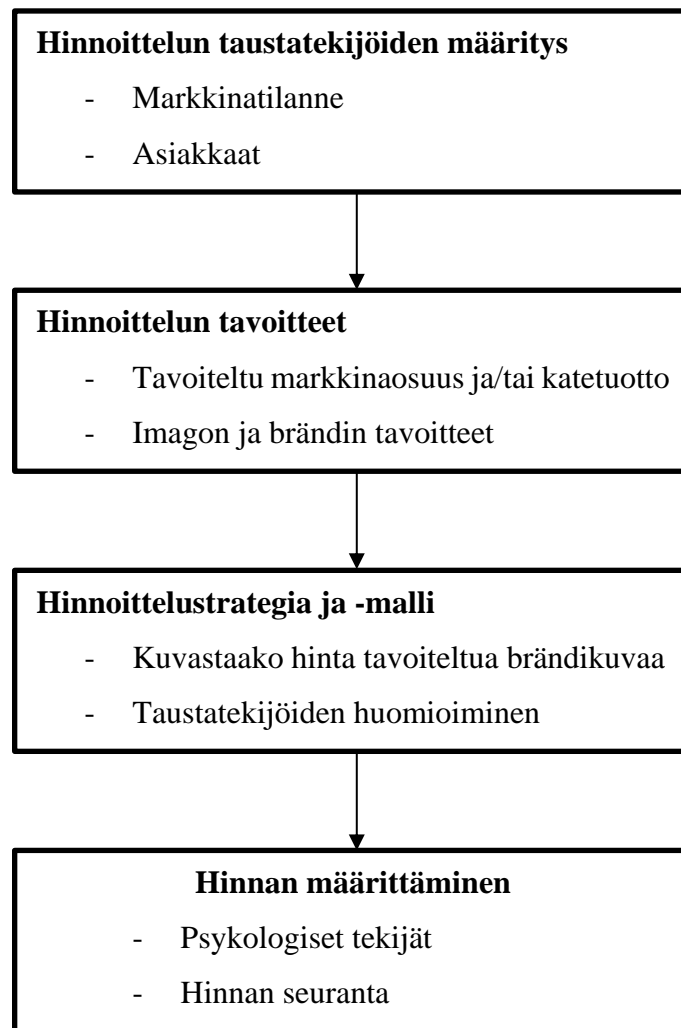 Hinnoittelun taustatekijöiden määritys
- Markkinatilanne
- Asiakkaat
Hinnoittelun tavoitteet
- Tavoiteltu markkinaosuus ja/tai katetuotto
- Imagon ja brändin tavoitteet
Hinnoittelustrategia ja -malli
- Kuvastaako hinta tavoiteltua brändikuvaa
- Taustatekijöiden huomioiminen
Hinnan määrittäminen
- Psykologiset tekijät
- Hinnan seuranta